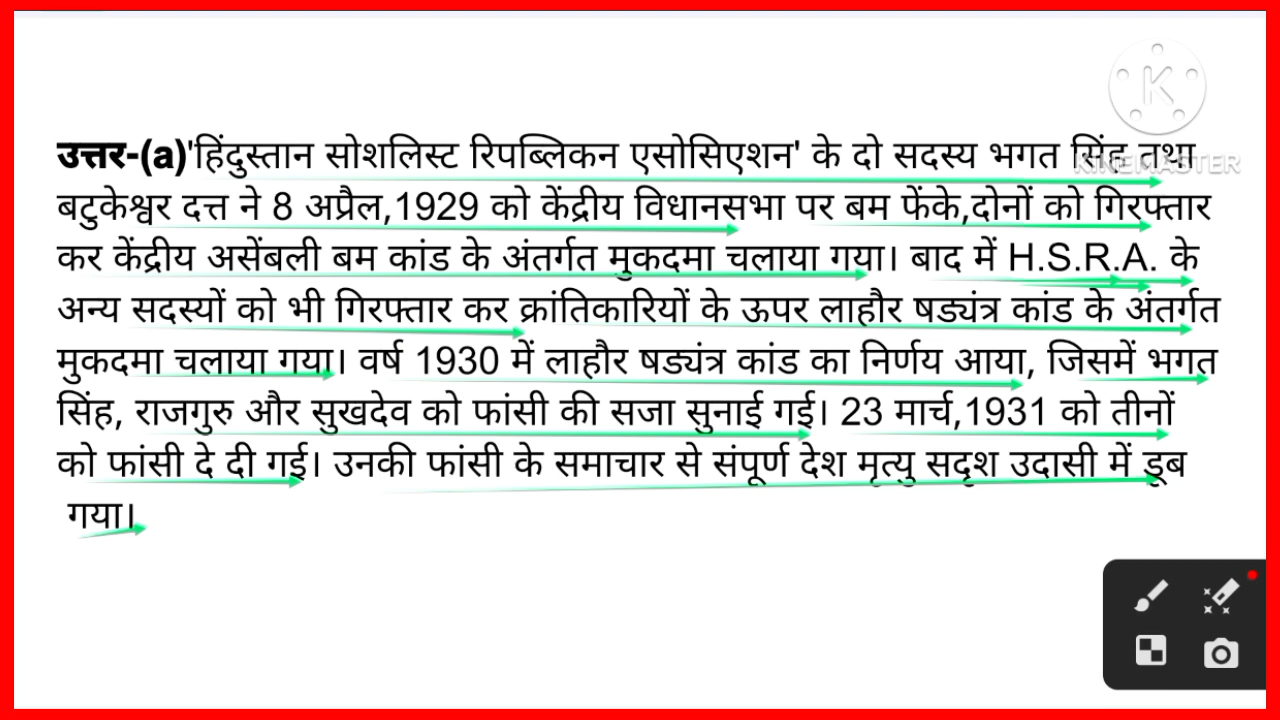 उत्तर-(a)'हिंदुस्तान सोशलिस्ट रिपब्लिकन एसोसिएशन' के दो सदस्य भगत सिंह तथा
बटुकेश्वर दत्त ने 8 अप्रैल,1929 को केंद्रीय विधानसभा पर बम फेंके,दोनों को गिरफ्तार
कर केंद्रीय असेंबली बम कांड के अंतर्गत मुकदमा चलाया गया। बाद में H.S.R.A. के
अन्य सदस्यों को भी गिरफ्तार कर क्रांतिकारियों के ऊपर लाहौर षड्यंत्र कांड के अंतर्गत
मुकदमा चलाया गया। वर्ष 1930 में लाहौर षड्यंत्र कांड का निर्णय आया, जिसमें भगत
सिंह, राजगुरु और सुखदेव को फांसी की सजा सुनाई गई। 23 मार्च,1931 को तीनों
को फांसी दे दी गई। उनकी फांसी के समाचार से संपूर्ण देश मृत्यु सदृश उदासी में डूब
गया।
K
KINEMASTER